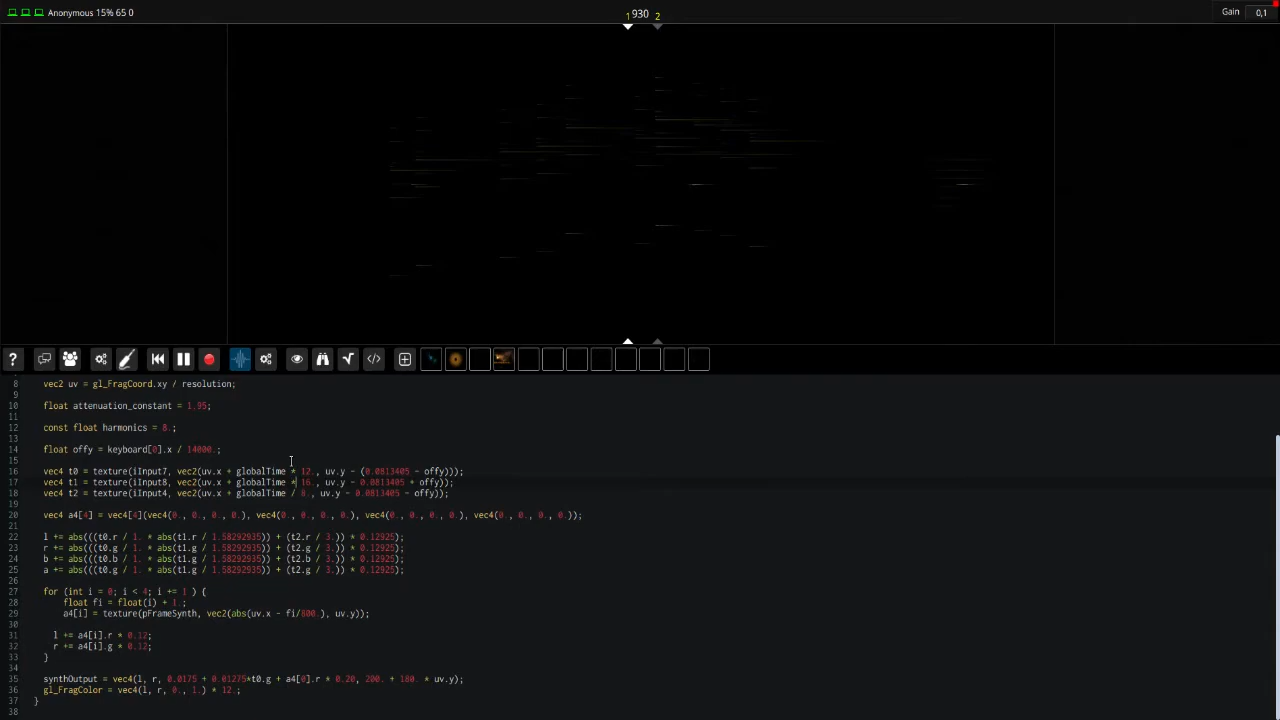 Anonymous 15% 65 0
1 930 2
Gain 0,1
?
8 vec2 uv = gl_FragCoord.xy / resolution;
9
10 float attenuation_constant = 1.95;
11
12 const float harmonics = 8.;
13
14 float offy = keyboard[0].x / 14000.;
15
16 vec4 t0 = texture(iInput7, vec2(uv.x + globalTime * 12., uv.y - (0.0813405 - offy)));
17 vec4 t1 = texture(iInput8, vec2(uv.x + globalTime * 16., uv.y - 0.0813405 + offy));
18 vec4 t2 = texture(iInput4, vec2(uv.x + globalTime / 8., uv.y - 0.0813405 - offy));
19
20 vec4 a4[4] = vec4[4](vec4(0., 0., 0., 0.), vec4(0., 0., 0., 0.), vec4(0., 0., 0., 0.), vec4(0., 0., 0., 0.));
21
22 l += abs(((t0.r / 1. * abs(t1.r / 1.58292935)) + (t2.r / 3.)) * 0.12925);
23 r += abs(((t0.g / 1. * abs(t1.g / 1.58292935)) + (t2.g / 3.)) * 0.12925);
24 b += abs(((t0.b / 1. * abs(t1.g / 1.58292935)) + (t2.b / 3.)) * 0.12925);
25 a += abs(((t0.g / 1. * abs(t1.g / 1.58292935)) + (t2.g / 3.)) * 0.12925);
26
27 for (int i = 0; i < 4; i += 1 ) {
28 float fi = float(i) + 1.;
29 a4[i] = texture(pFrameSynth, vec2(abs(uv.x - fi/800.), uv.y));
30
31 l += a4[i].r * 0.12;
32 r += a4[i].g * 0.12;
33 }
34
35 synthOutput = vec4(l, r, 0.0175 + 0.01275*t0.g + a4[0].r * 0.20, 200. + 180. * uv.y);
36 gl_FragColor = vec4(l, r, 0., 1.) * 12.;
37 }
38